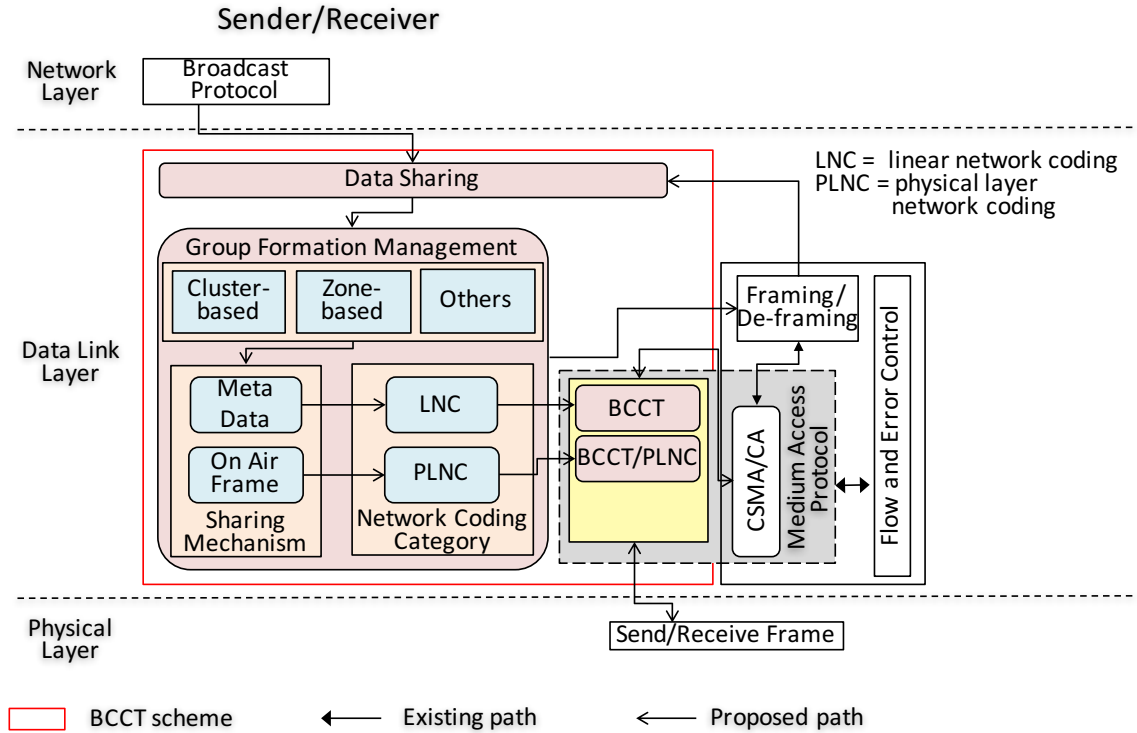 Sender/Receiver
Network
Layer
Broadcast
Protocol
LNC = linear network coding
PLNC = physical layer
network coding
Data Sharing
Group Formation Management
Cluster-
based
Zone-
based
Others
Framing/
De-framing
Data Link
Layer
Meta
Data
LNC
BCCT
On Air
Frame
PLNC
BCCT/PLNC
Sharing
Mechanism
Network Coding
Category
CSMA/CA
Medium Access
Protocol
Flow and Error Control
Physical
Layer
Send/Receive Frame
BCCT scheme
Existing path
Proposed path